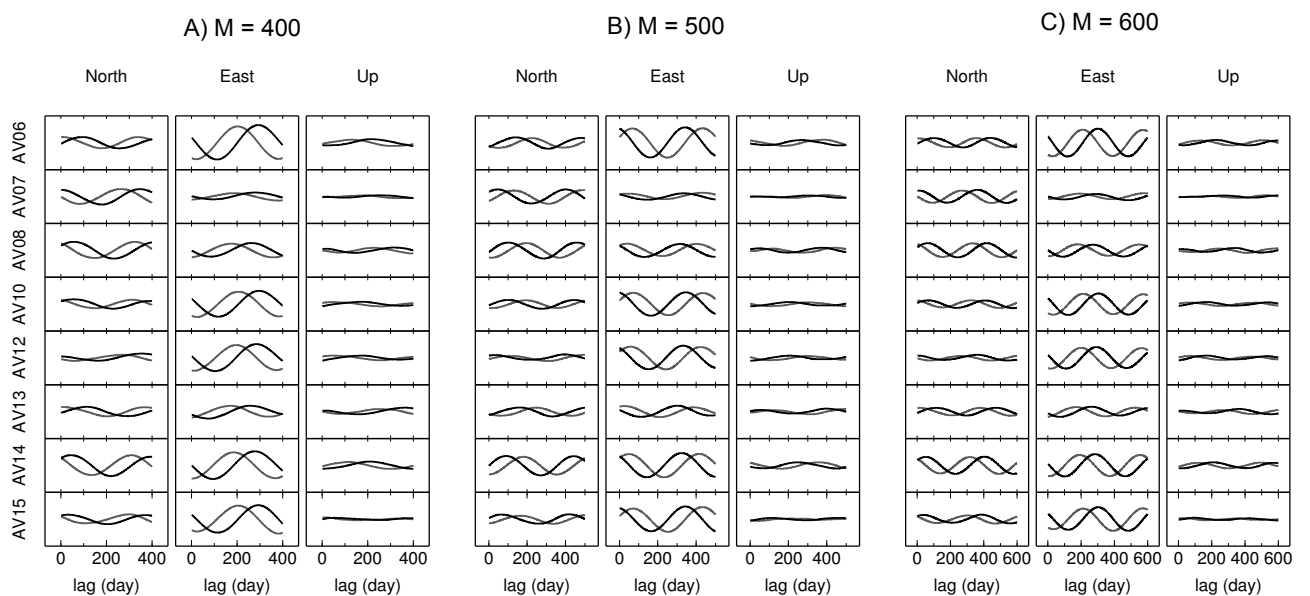 A) M = 400 B) M = 500 C) M = 600
North East Up North East Up North East Up
AV06
AV07
AV08
AV10
AV12
AV13
AV14
AV15
0 200 400 0 200 400 0 200 400 0 200 400 0 200 400 0 200 400 0 200 400 600 0 200 400 600 0 200 400 600
lag (day) lag (day) lag (day) lag (day) lag (day) lag (day) lag (day) lag (day) lag (day)